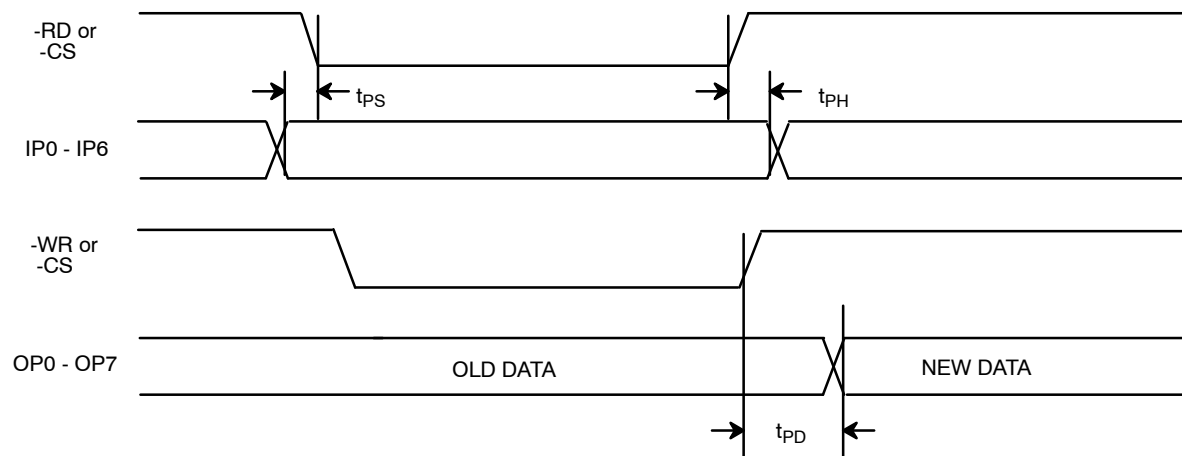 -RD or
-CS
tPS
tPH
IP0 - IP6
-WR or
-CS
OP0 - OP7
OLD DATA
NEW DATA
tPD